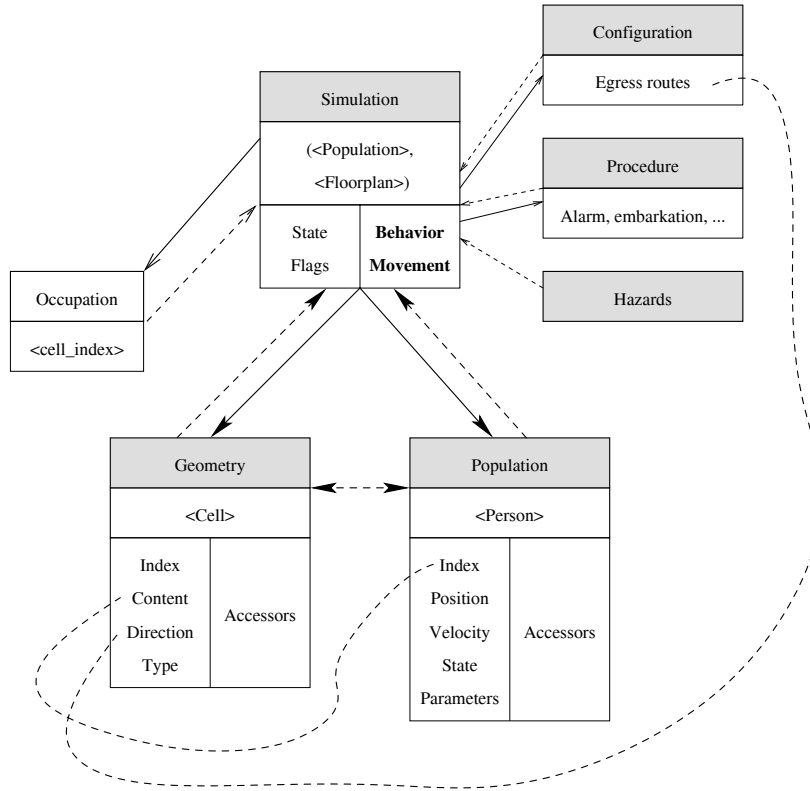 Configuration
Egress routes
Simulation
(<Population>,
<Floorplan>)
State
Flags
Behavior
Movement
Procedure
Alarm, embarkation, ...
Hazards
Occupation
<cell_index>
Geometry
<Cell>
Index
Content
Direction
Type
Accessors
Population
<Person>
Index
Position
Velocity
State
Parameters
Accessors